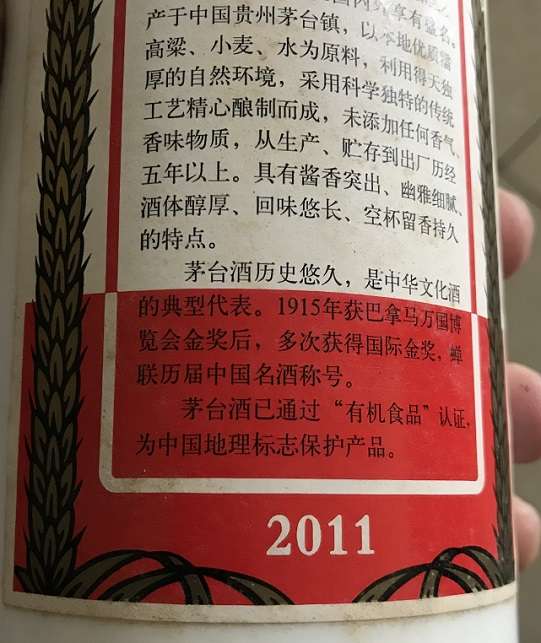 国内外享有盛名。
产于中国贵州茅台镇，以本地优质糯
高粱、小麦、水为原料，利用得天独
厚的自然环境，采用科学独特的传统
工艺精心酿制而成，未添加任何香气、
香味物质，从生产、贮存到出厂历经
五年以上。具有酱香突出、幽雅细腻、
酒体醇厚、回味悠长、空杯留香持久
的特点。
茅台酒历史悠久，是中华文化酒
的典型代表。1915年获巴拿马万国博
览会金奖后，多次获得国际金奖，蝉
联历届中国名酒称号。
茅台酒已通过“有机食品”认证，
为中国地理标志保护产品。
2011